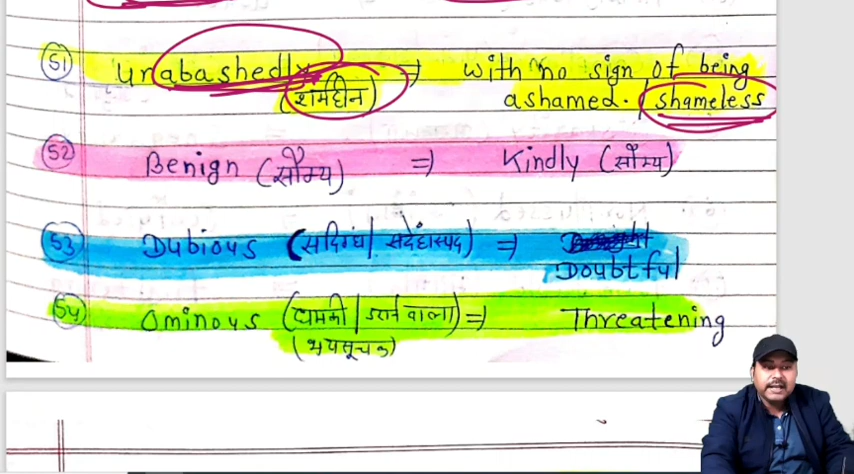 51 Unabashedly ⇒ with no sign of being
(शर्महीन) ashamed. shameless
52 Benign (सौम्य) ⇒ Kindly (सौम्य)
53 Dubious (संदिग्ध| संदेहास्पद) ⇒
Doubtful
54 Ominous (धमकी |डराने वाला) ⇒ Threatening
(भयसूचक)